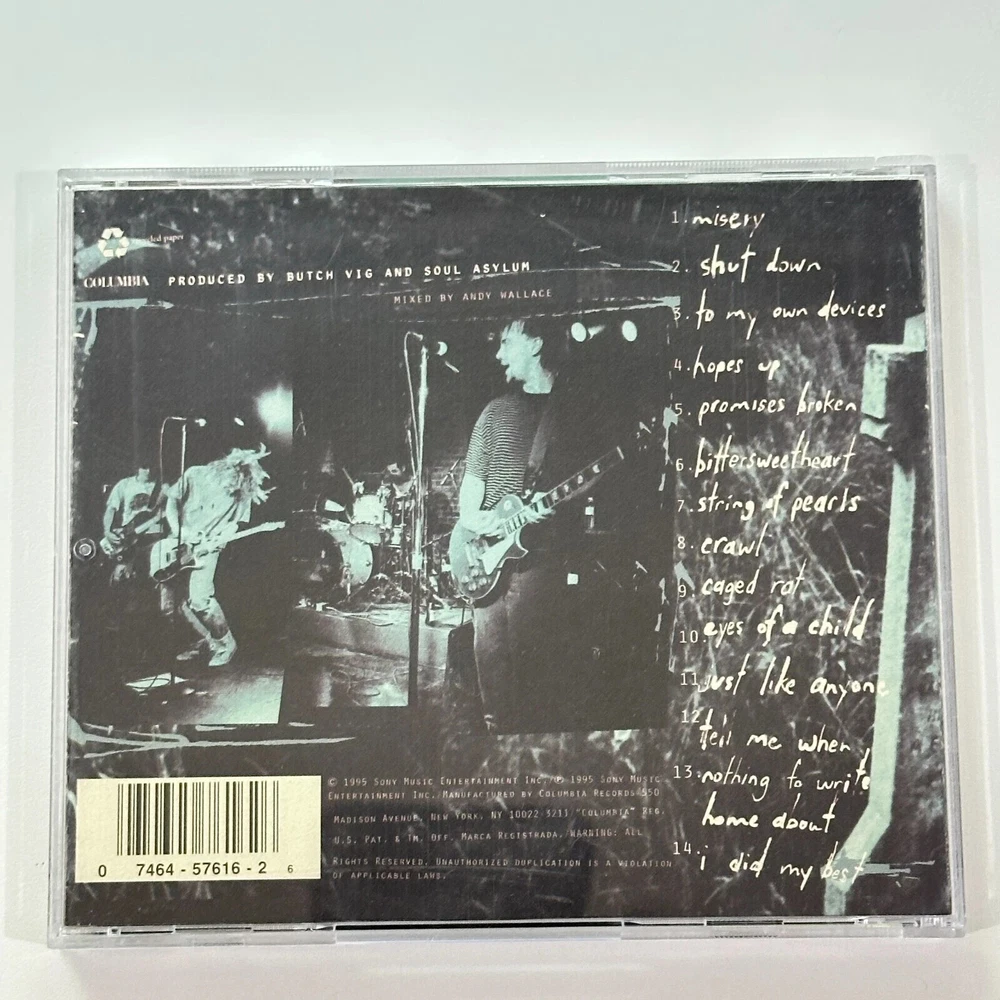 COLUMBIA PRODUCED BY BUTCH VIG AND SOUL ASYLUM
MIXED BY ANDY WALLACE
1. misery
2. shut down
3. to my own devices
4. hopes up
5. promises broken
6. bittersweetheart
7. string of pearls
8. crawl
9. caged rat
10. eyes of a child
11. just like anyone
12. tell me when
13. nothing to write
home about
14. i did my best
© 1995 SONY MUSIC ENTERTAINMENT INC./℗ 1995 SONY MUSIC
ENTERTAINMENT INC./MANUFACTURED BY COLUMBIA RECORDS 550
MADISON AVENUE, NEW YORK, NY 10022-3211 "COLUMBIA" REG.
U.S. PAT. & TM. OFF. MARCA REGISTRADA./WARNING: ALL
RIGHTS RESERVED. UNAUTHORIZED DUPLICATION IS A VIOLATION
OF APPLICABLE LAWS.
0 7464 - 57616 - 2 6